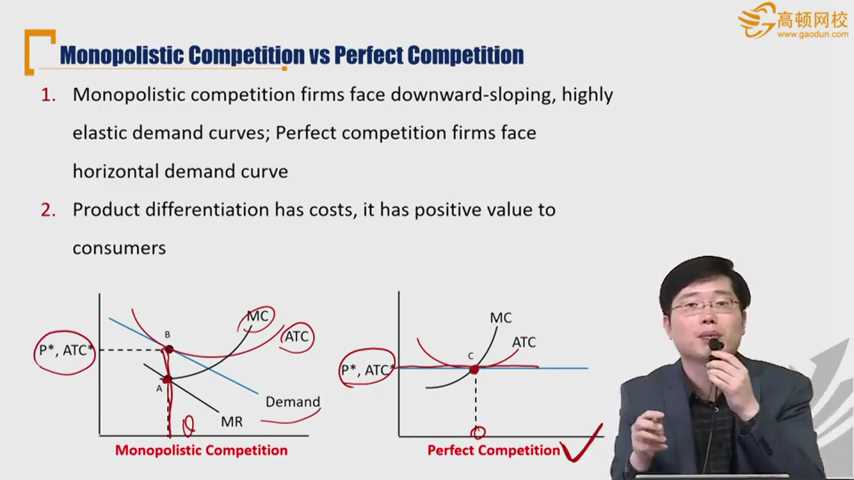 高顿网校
www.gaodun.com
Monopolistic Competition vs Perfect Competition
1. Monopolistic competition firms face downward-sloping, highly
elastic demand curves; Perfect competition firms face
horizontal demand curve
2. Product differentiation has costs, it has positive value to
consumers
MC
ATC
B
P*, ATC*
A
Demand
MR
Q
Monopolistic Competition
MC
ATC
C
P*, ATC*
Perfect Competition